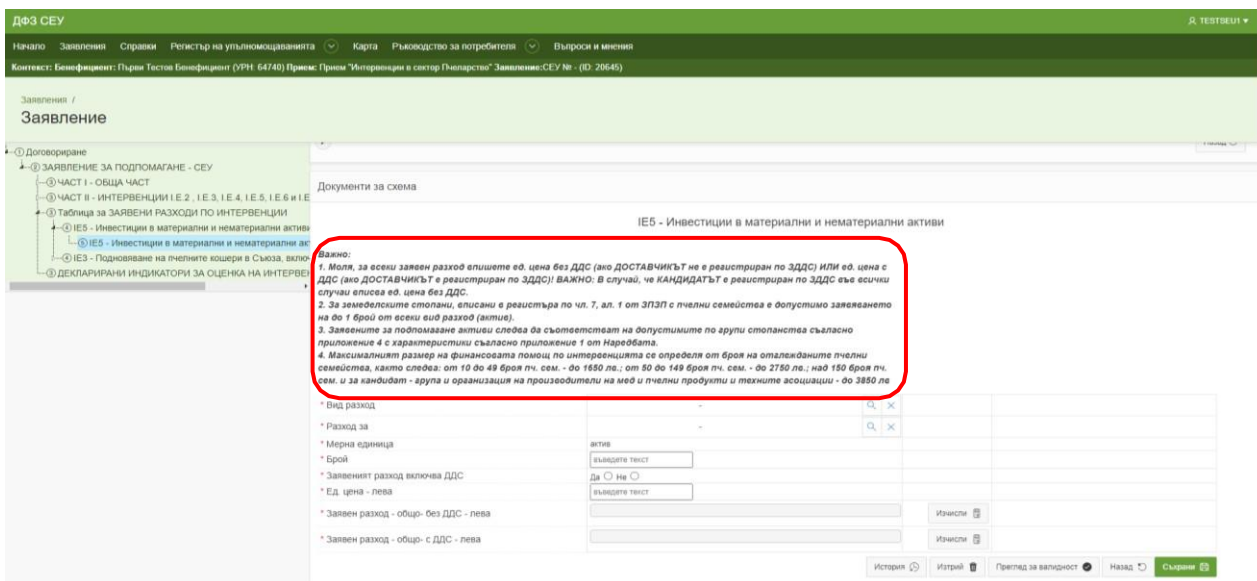 ДФЗ СЕУ
TESTSEU1
Начало Заявления Справки Регистър на упълномощаванията Карта Ръководство за потребителя Въпроси и мнения
Контекст: Бенефициент: Първи Тестов Бенефициент (УРН: 64740) Прием: Прием "Интервенции в сектор Пчеларство" Заявление:СЕУ № - (ID: 20645)
Заявления /
Заявление
Назад
1 Договориране
2 ЗАЯВЛЕНИЕ ЗА ПОДПОМАГАНЕ - СЕУ
3 ЧАСТ I - ОБЩА ЧАСТ
3 ЧАСТ II - ИНТЕРВЕНЦИИ I.E.2 , I.E.3, I.E.4, I.E.5, I.E.6 и I.E
3 Таблица за ЗАЯВЕНИ РАЗХОДИ ПО ИНТЕРВЕНЦИИ
4 IE5 - Инвестиции в материални и нематериални активи
5 IE5 - Инвестиции в материални и нематериални ак
4 IE3 - Подновяване на пчелните кошери в Съюза, вклю
3 ДЕКЛАРИРАНИ ИНДИКАТОРИ ЗА ОЦЕНКА НА ИНТЕРВЕ
Документи за схема
IE5 - Инвестиции в материални и нематериални активи
Важно:
1. Моля, за всеки заявен разход впишете ед. цена без ДДС (ако ДОСТАВЧИКЪТ не е регистриран по ЗДДС) ИЛИ ед. цена с
ДДС (ако ДОСТАВЧИКЪТ е регистриран по ЗДДС)! ВАЖНО: В случай, че КАНДИДАТЪТ е регистриран по ЗДДС във всички
случаи вписва ед. цена без ДДС.
2. За земеделските стопани, вписани в регистъра по чл. 7, ал. 1 от ЗПЗП с пчелни семейства е допустимо заявяването
на до 1 брой от всеки вид разход (актив).
3. Заявените за подпомагане активи следва да съответстват на допустимите по групи стопанства съгласно
приложение 4 с характеристики съгласно приложение 1 от Наредбата.
4. Максималният размер на финансовата помощ по интервенцията се определя от броя на отглежданите пчелни
семейства, както следва: от 10 до 49 броя пч. сем. - до 1650 лв.; от 50 до 149 броя пч. сем. - до 2750 лв.; над 150 броя пч.
сем. и за кандидат - група и организация на производители на мед и пчелни продукти и техните асоциации - до 3850 лв
* Вид разход -
* Разход за -
* Мерна единица актив
* Брой въведете текст
* Заявеният разход включва ДДС Да Не
* Ед. цена - лева въведете текст
* Заявен разход - общо- без ДДС - лева Изчисли
* Заявен разход - общо- с ДДС - лева Изчисли
История Изтрий Преглед за валидност Назад Съхрани